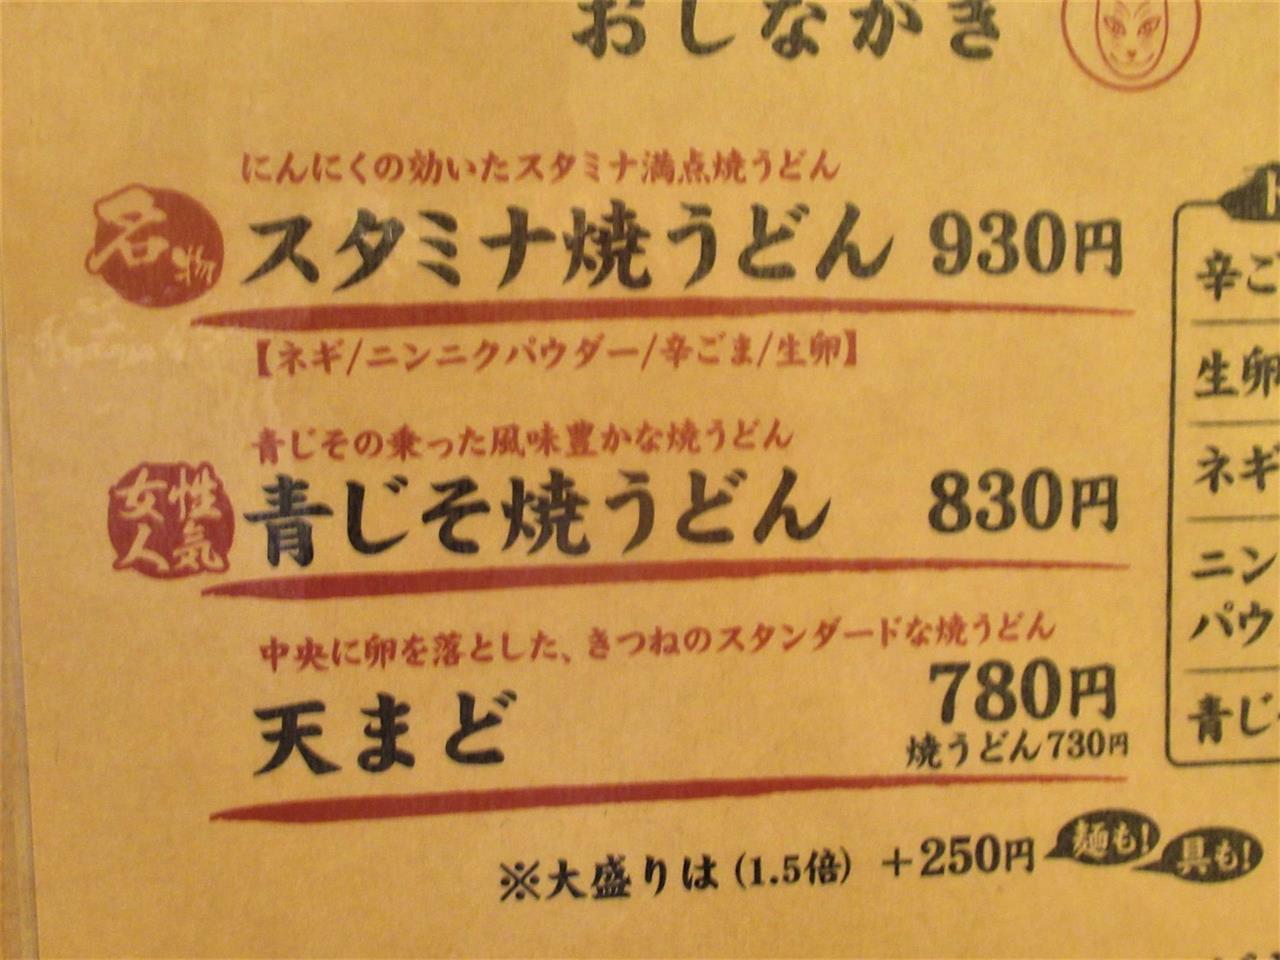 おしながき
にんにくの効いたスタミナ満点焼うどん
名物
スタミナ焼うどん 930円
【ネギ/ニンニクパウダー/辛ごま/生卵】
青じその乗った風味豊かな焼うどん
女性
人気
青じそ焼うどん 830円
中央に卵を落とした、きつねのスタンダードな焼うどん
天まど 780円
焼うどん730円
※大盛りは(1.5倍) +250円 麺も! 具も!
辛ご
生卵
ネギ
ニン
パウ
青じ